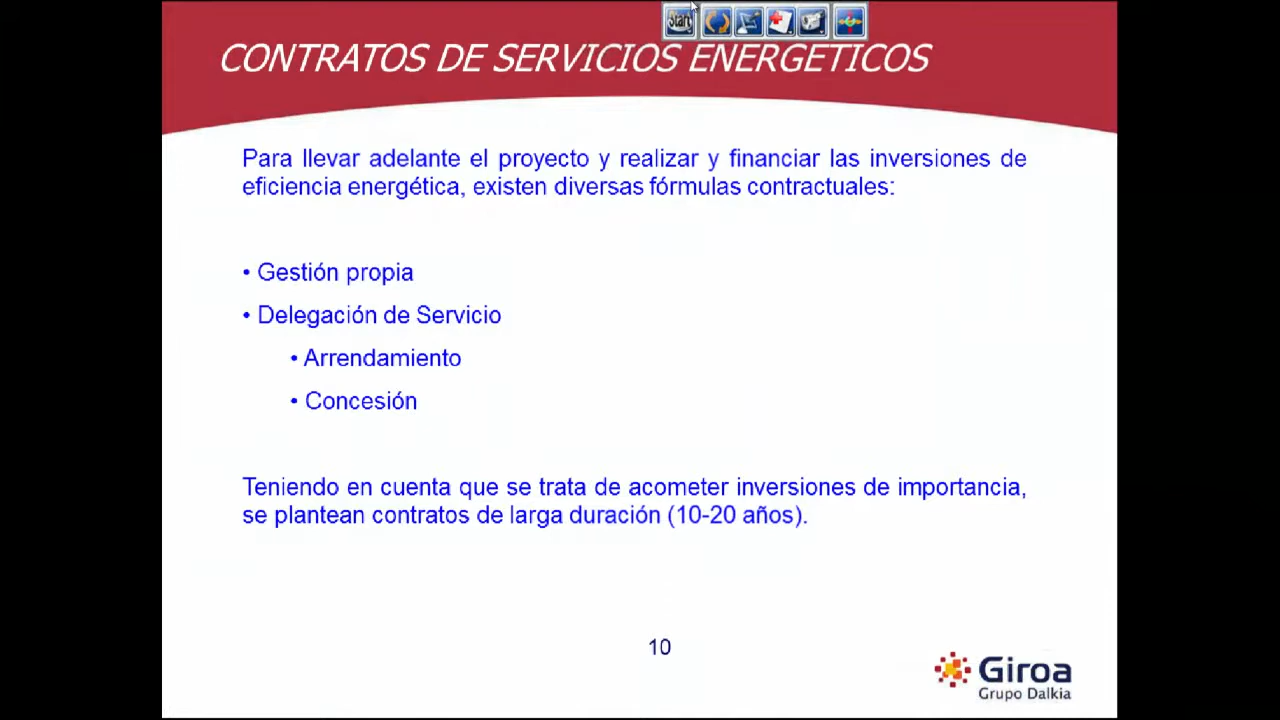 Start
CONTRATOS DE SERVICIOS ENERGETICOS
Para llevar adelante el proyecto y realizar y financiar las inversiones de
eficiencia energética, existen diversas fórmulas contractuales:
• Gestión propia
• Delegación de Servicio
• Arrendamiento
• Concesión
Teniendo en cuenta que se trata de acometer inversiones de importancia,
se plantean contratos de larga duración (10-20 años).
10
Giroa
Grupo Dalkia